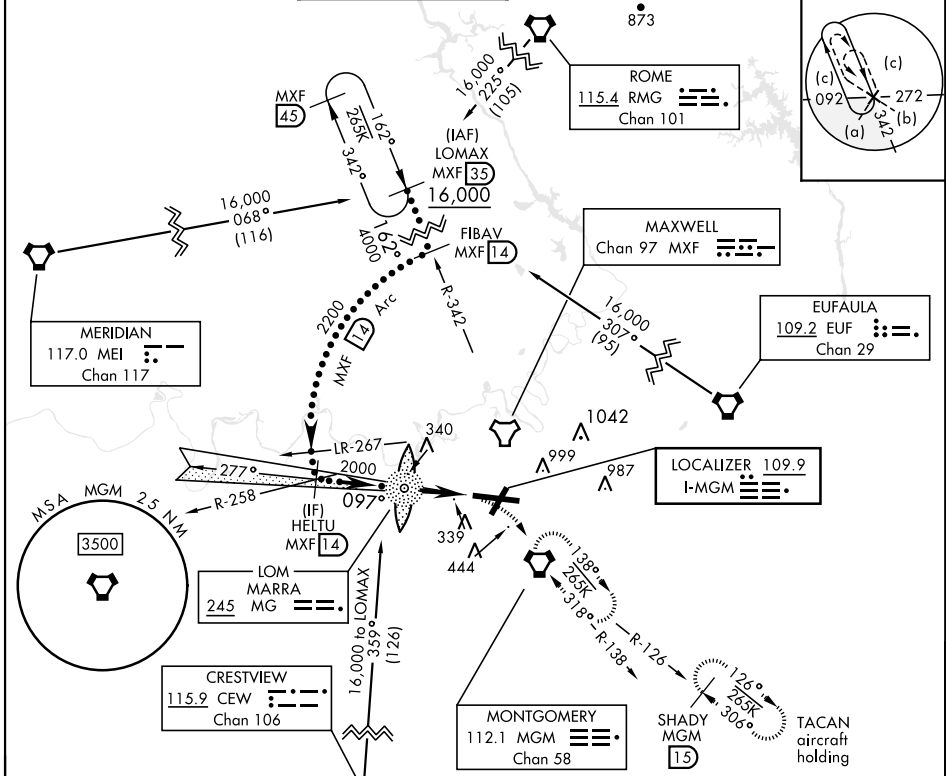 873
16,000
225°
(105)
ROME
115.4 RMG
Chan 101
(c)
(c)
092
272
(a)
(b)
342
MXF
45
265K
162°
342°
(IAF)
LOMAX
MXF 35
16,000
16,000
068°
(116)
162°
4000
FIBAV
MXF 14
MAXWELL
Chan 97 MXF
R-342
MERIDIAN
117.0 MEI
Chan 117
2200
MXF 14 Arc
16,000
307°
(95)
EUFAULA
109.2 EUF
Chan 29
340
1042
999
987
LR-267
277°
2000
097°
R-258
(IF)
HELTU
MXF 14
LOCALIZER 109.9
I-MGM
MSA MGM 25 NM
3500
339
444
LOM
MARRA
245 MG
138°
265K
318°
R-138
R-126
16,000 to LOMAX
359°
(126)
CRESTVIEW
115.9 CEW
Chan 106
MONTGOMERY
112.1 MGM
Chan 58
126°
265K
306°
SHADY
MGM
15
TACAN
aircraft
holding